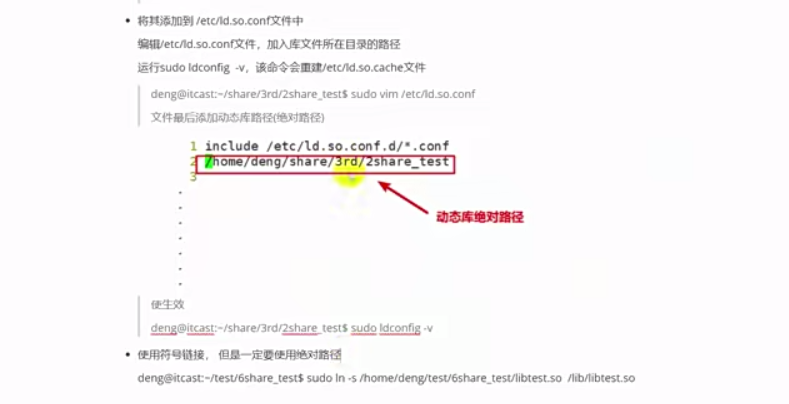 将其添加到 /etc/ld.so.conf文件中
编辑/etc/ld.so.conf文件，加入库文件所在目录的路径
运行sudo ldconfig -v，该命令会重建/etc/ld.so.cache文件
deng@itcast:~/share/3rd/2share_test$ sudo vim /etc/ld.so.conf
文件最后添加动态库路径(绝对路径)
1 include /etc/ld.so.conf.d/*.conf
2 /home/deng/share/3rd/2share_test
3
动态库绝对路径
使生效
deng@itcast:~/share/3rd/2share_test$ sudo ldconfig -v
使用符号链接， 但是一定要使用绝对路径
deng@itcast:~/test/6share_test$ sudo ln -s /home/deng/test/6share_test/libtest.so /lib/libtest.so